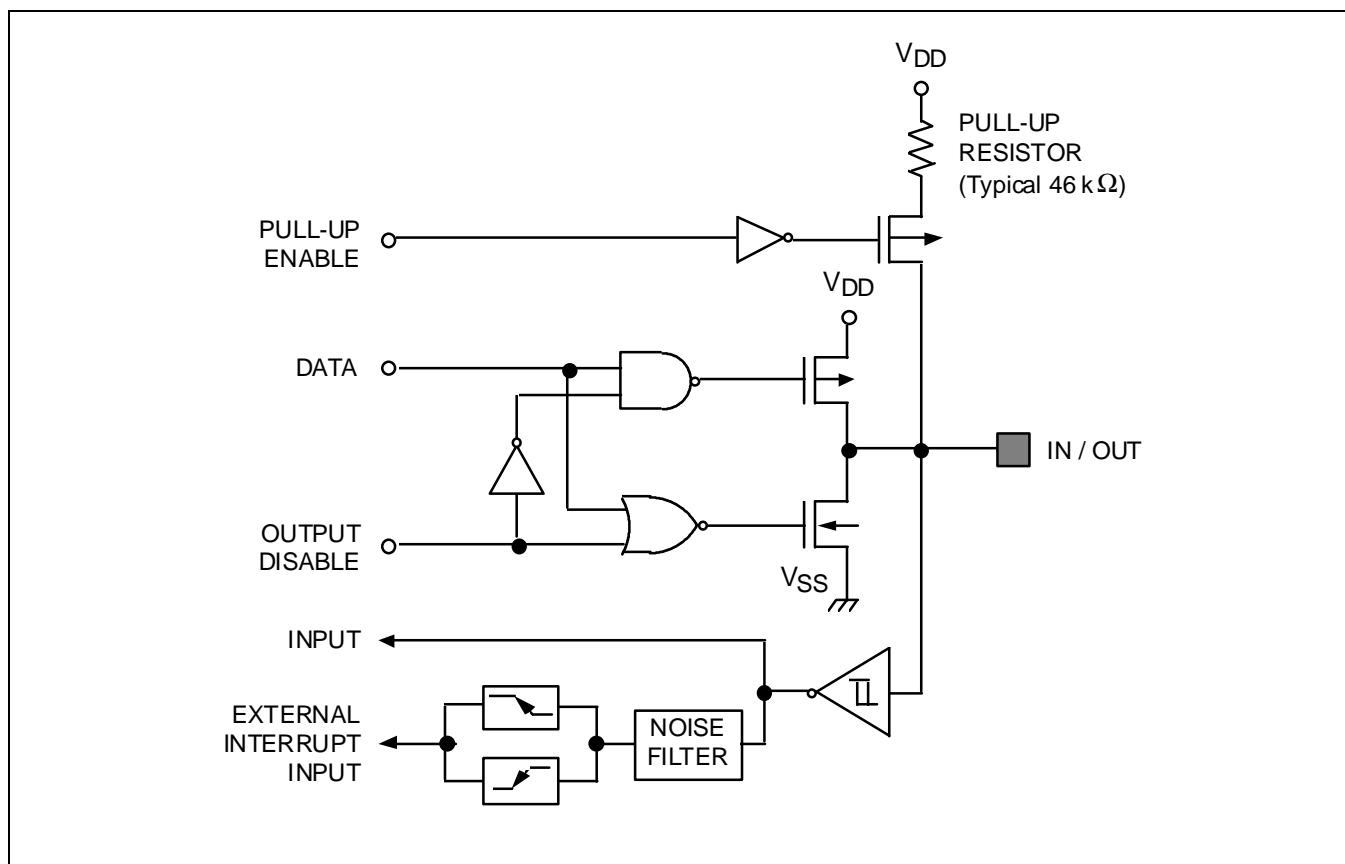 VDD
PULL-UP
RESISTOR
(Typical 46 k Ω)
PULL-UP
ENABLE
VDD
DATA
IN / OUT
OUTPUT
DISABLE
VSS
INPUT
EXTERNAL
INTERRUPT
INPUT
NOISE
FILTER